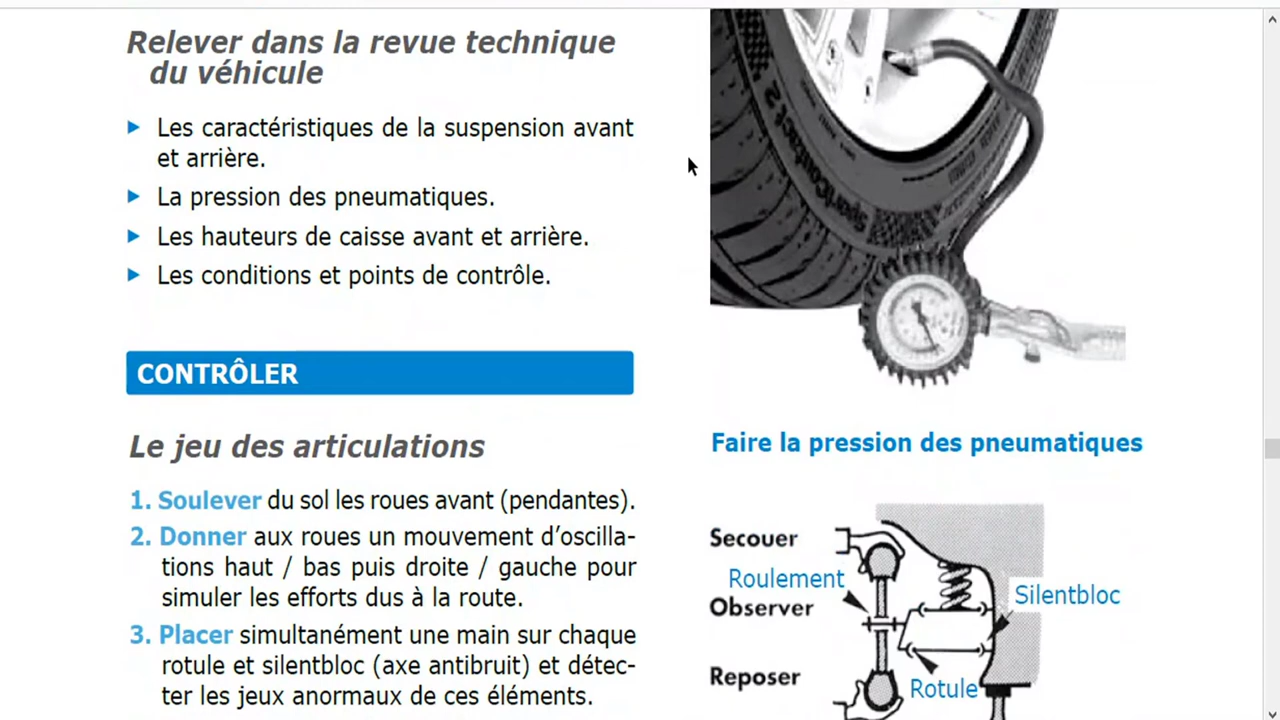 Relever dans la revue technique
du véhicule
▶ Les caractéristiques de la suspension avant
et arrière.
▶ La pression des pneumatiques.
▶ Les hauteurs de caisse avant et arrière.
▶ Les conditions et points de contrôle.
CONTRÔLER
Le jeu des articulations
1. Soulever du sol les roues avant (pendantes).
2. Donner aux roues un mouvement d’oscilla-
tions haut / bas puis droite / gauche pour
simuler les efforts dus à la route.
3. Placer simultanément une main sur chaque
rotule et silentbloc (axe antibruit) et détec-
ter les jeux anormaux de ces éléments.
SportContact 2
Faire la pression des pneumatiques
Secouer
Roulement
Silentbloc
Observer
Reposer
Rotule